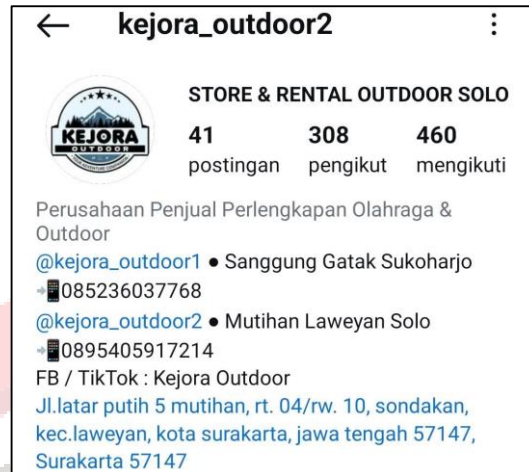 kejora_outdoor2
KEJORA
OUTDOOR
STORE & RENTAL OUTDOOR SOLO
41 308 460
postingan pengikut mengikuti
Perusahaan Penjual Perlengkapan Olahraga &
Outdoor
@kejora_outdoor1 ● Sanggung Gatak Sukoharjo
085236037768
@kejora_outdoor2 ● Mutihan Laweyan Solo
0895405917214
FB / TikTok : Kejora Outdoor
Jl.latar putih 5 mutihan, rt. 04/rw. 10, sondakan,
kec.laweyan, kota surakarta, jawa tengah 57147,
Surakarta 57147